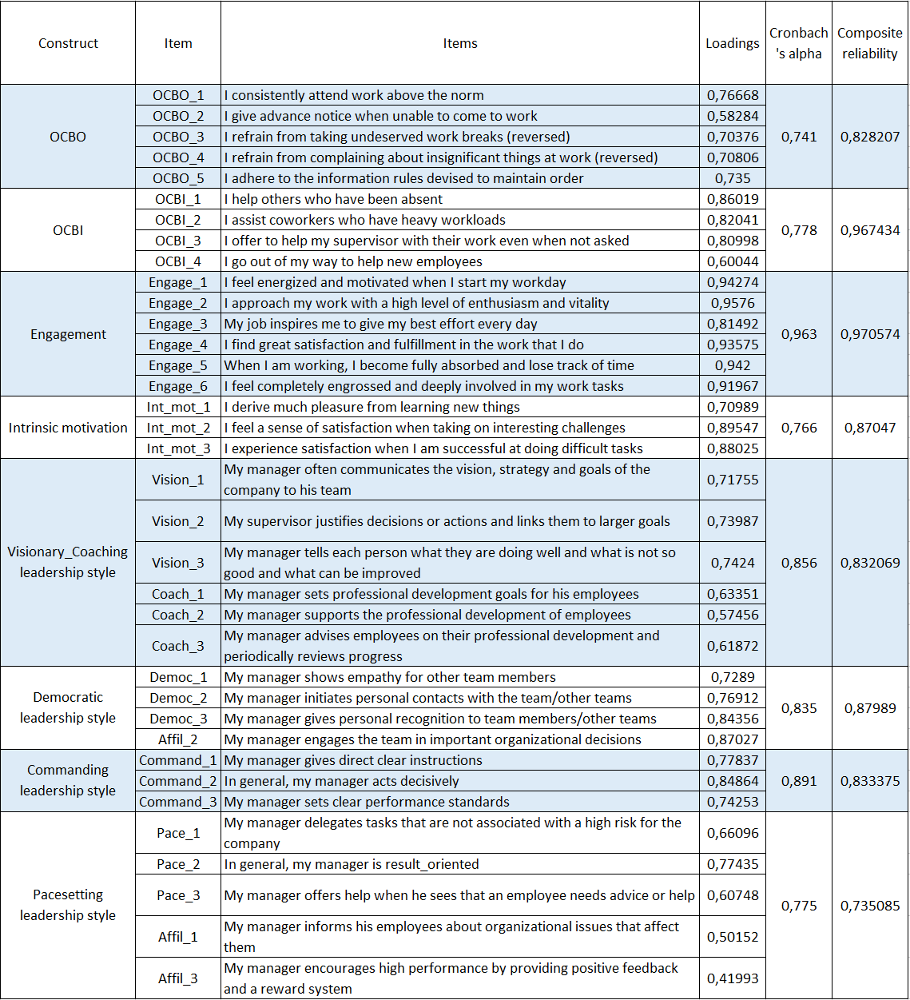 Construct Item Items Loadings Cronbach's alpha Composite reliability
OCBO 0,741 0,828207
OCBO_1 I consistently attend work above the norm 0,76668
OCBO_2 I give advance notice when unable to come to work 0,58284
OCBO_3 I refrain from taking undeserved work breaks (reversed) 0,70376
OCBO_4 I refrain from complaining about insignificant things at work (reversed) 0,70806
OCBO_5 I adhere to the information rules devised to maintain order 0,735
OCBI 0,778 0,967434
OCBI_1 I help others who have been absent 0,86019
OCBI_2 I assist coworkers who have heavy workloads 0,82041
OCBI_3 I offer to help my supervisor with their work even when not asked 0,80998
OCBI_4 I go out of my way to help new employees 0,60044
Engagement 0,963 0,970574
Engage_1 I feel energized and motivated when I start my workday 0,94274
Engage_2 I approach my work with a high level of enthusiasm and vitality 0,9576
Engage_3 My job inspires me to give my best effort every day 0,81492
Engage_4 I find great satisfaction and fulfillment in the work that I do 0,93575
Engage_5 When I am working, I become fully absorbed and lose track of time 0,942
Engage_6 I feel completely engrossed and deeply involved in my work tasks 0,91967
Intrinsic motivation 0,766 0,87047
Int_mot_1 I derive much pleasure from learning new things 0,70989
Int_mot_2 I feel a sense of satisfaction when taking on interesting challenges 0,89547
Int_mot_3 I experience satisfaction when I am successful at doing difficult tasks 0,88025
Visionary_Coaching
leadership style 0,856 0,832069
Vision_1 My manager often communicates the vision, strategy and goals of the
company to his team 0,71755
Vision_2 My supervisor justifies decisions or actions and links them to larger goals 0,73987
Vision_3 My manager tells each person what they are doing well and what is not so
good and what can be improved 0,7424
Coach_1 My manager sets professional development goals for his employees 0,63351
Coach_2 My manager supports the professional development of employees 0,57456
Coach_3 My manager advises employees on their professional development and
periodically reviews progress 0,61872
Democratic
leadership style 0,835 0,87989
Democ_1 My manager shows empathy for other team members 0,7289
Democ_2 My manager initiates personal contacts with the team/other teams 0,76912
Democ_3 My manager gives personal recognition to team members/other teams 0,84356
Affil_2 My manager engages the team in important organizational decisions 0,87027
Commanding
leadership style 0,891 0,833375
Command_1 My manager gives direct clear instructions 0,77837
Command_2 In general, my manager acts decisively 0,84864
Command_3 My manager sets clear performance standards 0,74253
Pacesetting
leadership style 0,775 0,735085
Pace_1 My manager delegates tasks that are not associated with a high risk for the
company 0,66096
Pace_2 In general, my manager is result_oriented 0,77435
Pace_3 My manager offers help when he sees that an employee needs advice or help 0,60748
Affil_1 My manager informs his employees about organizational issues that affect
them 0,50152
Affil_3 My manager encourages high performance by providing positive feedback
and a reward system 0,41993